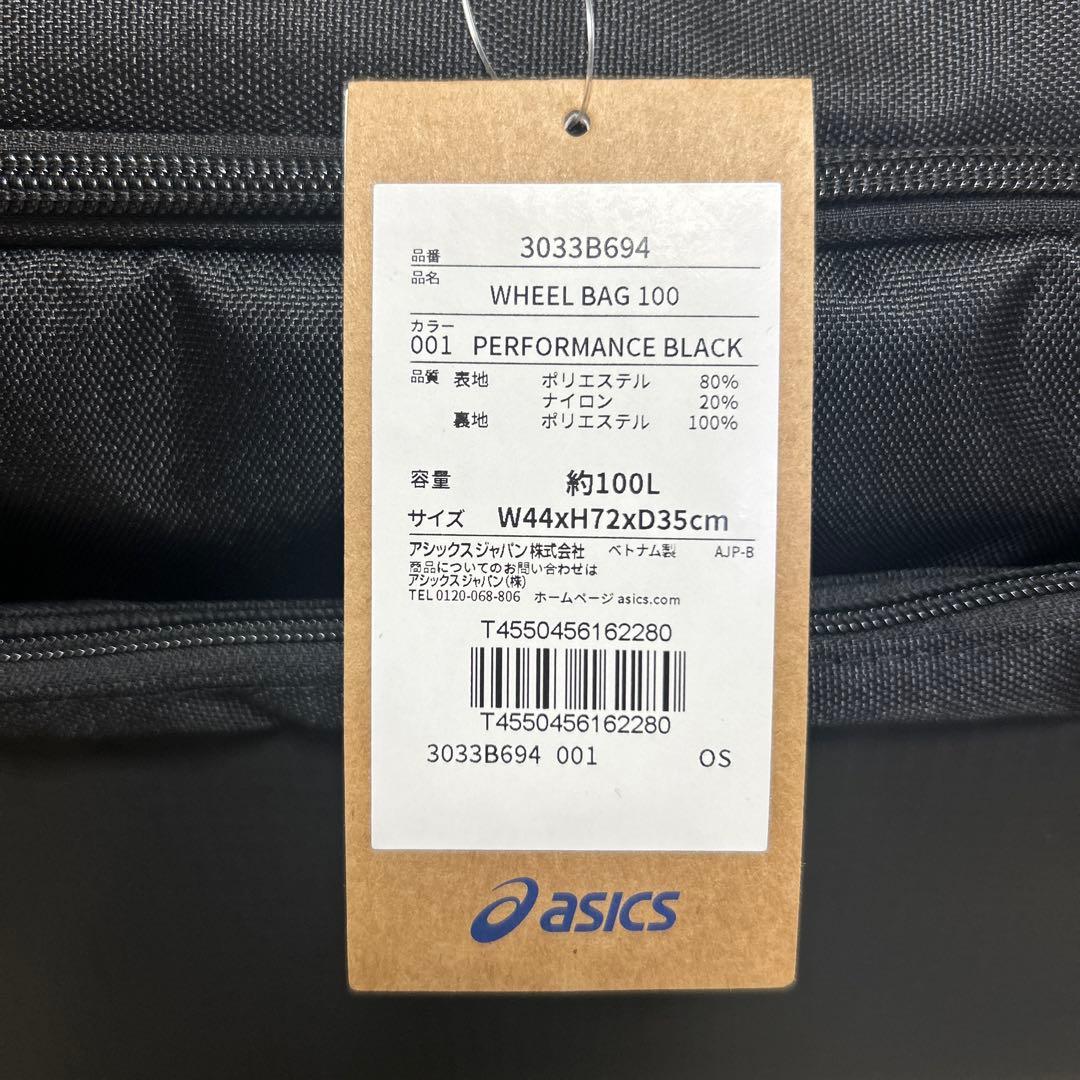 品番 3033B694
品名
WHEEL BAG 100
カラー
001 PERFORMANCE BLACK
品質 表地 ポリエステル 80%
ナイロン 20%
裏地 ポリエステル 100%
容量 約100L
サイズ W44xH72xD35cm
アシックスジャパン株式会社 ベトナム製 AJP-B
商品についてのお問い合わせは
アシックスジャパン(株)
TEL 0120-068-806 ホームページ asics.com
T4550456162280
T4550456162280
3033B694 001 OS
asics